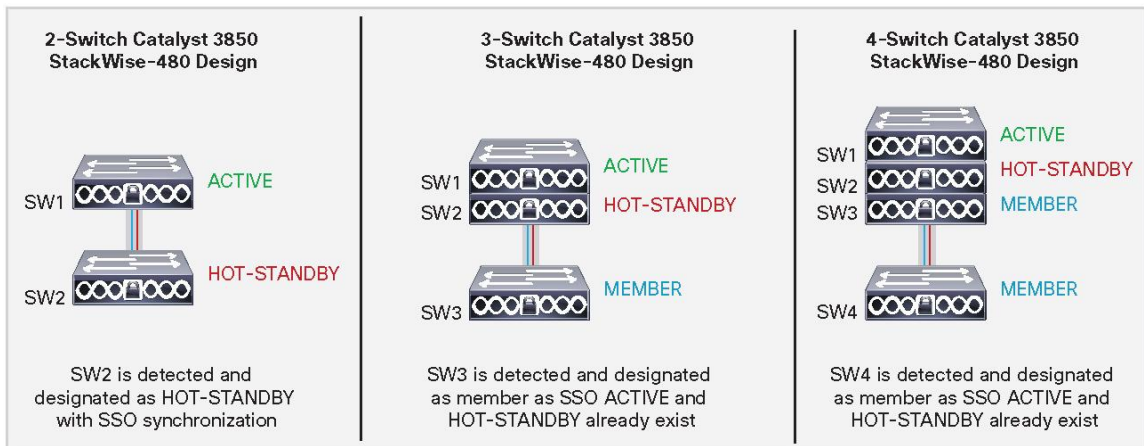 2-Switch Catalyst 3850
StackWise-480 Design
SW1
ACTIVE
SW2
HOT-STANDBY
SW2 is detected and
designated as HOT-STANDBY
with SSO synchronization
3-Switch Catalyst 3850
StackWise-480 Design
SW1
ACTIVE
SW2
HOT-STANDBY
SW3
MEMBER
SW3 is detected and designated
as member as SSO ACTIVE and
HOT-STANDBY already exist
4-Switch Catalyst 3850
StackWise-480 Design
SW1
ACTIVE
SW2
HOT-STANDBY
SW3
MEMBER
SW4
MEMBER
SW4 is detected and designated
as member as SSO ACTIVE and
HOT-STANDBY already exist